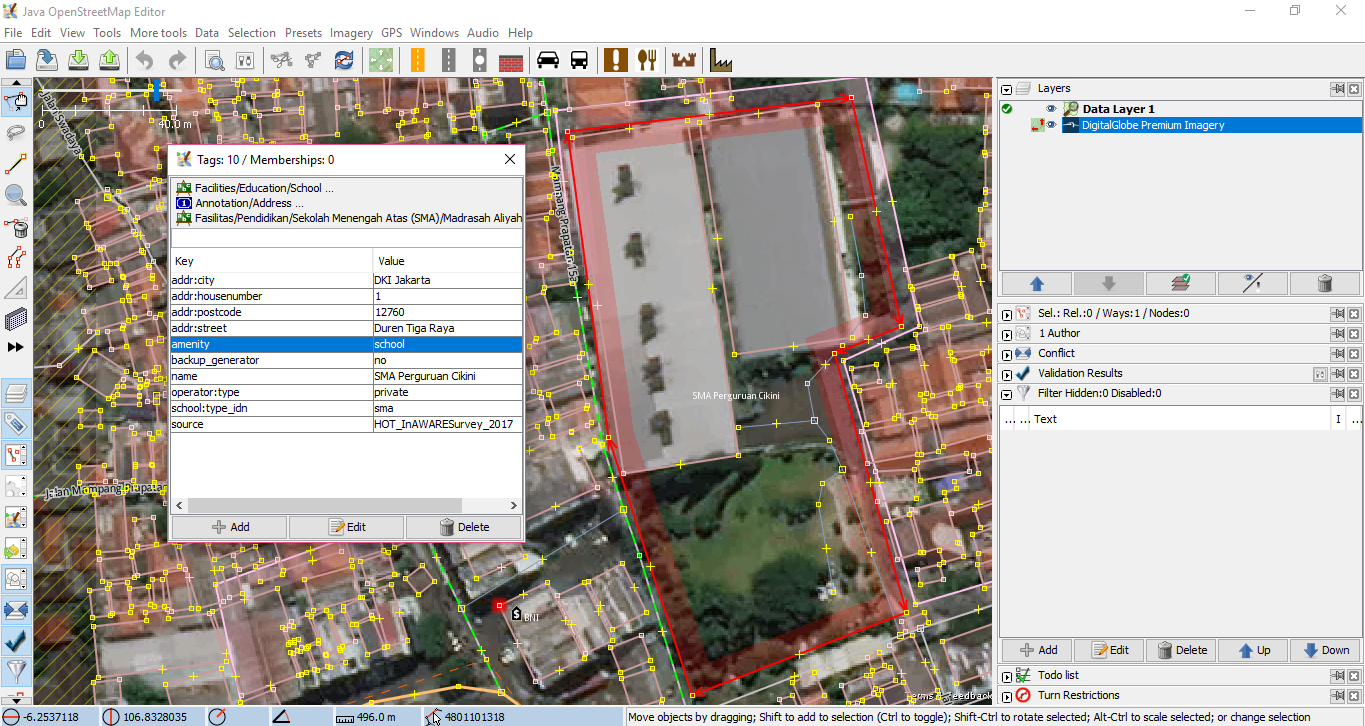 Java OpenStreetMap Editor
File Edit View Tools More tools Data Selection Presets Imagery GPS Windows Audio Help
0 40.0 m
Jalan Swadaya
Tags: 10 / Memberships: 0
Facilities/Education/School ...
Annotation/Address ...
Fasilitas/Pendidikan/Sekolah Menengah Atas (SMA)/Madrasah Aliyah
Key Value
addr:city DKI Jakarta
addr:housenumber 1
addr:postcode 12760
addr:street Duren Tiga Raya
amenity school
backup_generator no
name SMA Perguruan Cikini
operator:type private
school:type_idn sma
source HOT_InAWARESurvey_2017
Add Edit Delete
SMA Perguruan Cikini
$ BNI
Layers
Data Layer 1
DigitalGlobe Premium Imagery
Sel.: Rel.:0 / Ways:1 / Nodes:0
1 Author
Conflict
Validation Results
Filter Hidden:0 Disabled:0
... ... Text I ...
Add Edit Delete Up Down
Todo list
Turn Restrictions
-6.2537118 106.8328035 496.0 m 4801101318 Move objects by dragging; Shift to add to selection (Ctrl to toggle); Shift-Ctrl to rotate selected; Alt-Ctrl to scale selected; or change selection